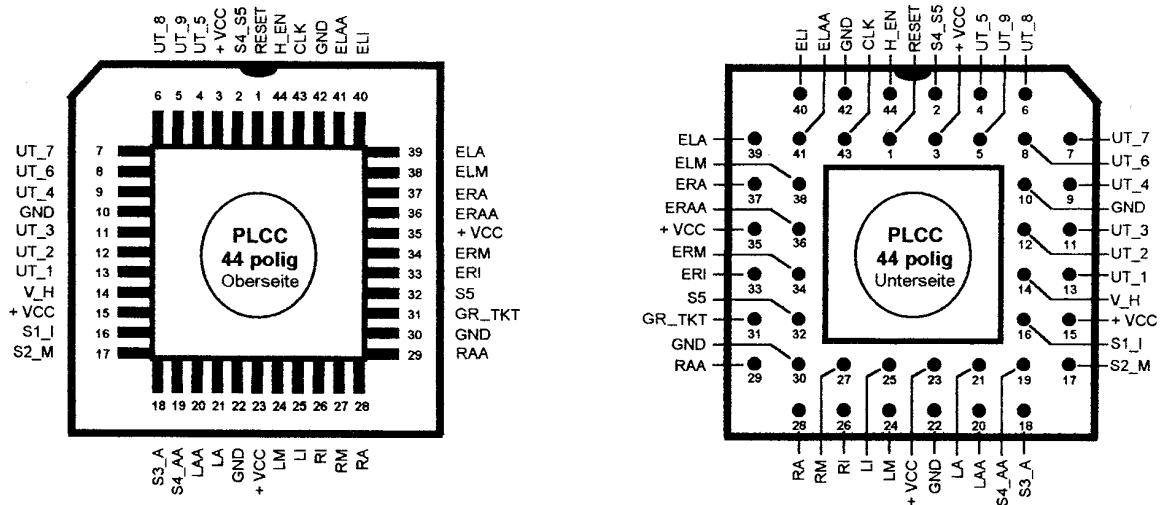 UT_8 UT_9 UT_5 + VCC S4_S5 RESET H_EN CLK GND ELAA ELI
6 5 4 3 2 1 44 43 42 41 40
UT_7 7
UT_6 8
UT_4 9
GND 10
UT_3 11
UT_2 12
UT_1 13
V_H 14
+ VCC 15
S1_I 16
S2_M 17
PLCC
44 polig
Oberseite
39 ELA
38 ELM
37 ERA
36 ERAA
35 + VCC
34 ERM
33 ERI
32 S5
31 GR_TKT
30 GND
29 RAA
18 19 20 21 22 23 24 25 26 27 28
S3_A S4_AA LAA LA GND + VCC LM LI RI RM RA
ELI ELAA GND CLK H_EN RESET S4_S5 + VCC UT_5 UT_9 UT_8
40 42 44 2 4 6
ELA
39 41 43 1 3 5 8 7
UT_7
ELM
UT_6
ERA
37 38 10 9
UT_4
ERAA
GND
+ VCC
35 36 12 11
UT_3
ERM
UT_2
ERI
33 34 14 13
UT_1
S5
V_H
GR_TKT
31 32 16 15
+ VCC
GND
S1_I
RAA
29 30 27 25 23 21 19 17
S2_M
PLCC
44 polig
Unterseite
28 26 24 22 20 18
RA RM RI LI LM + VCC GND LA LAA S4_AA S3_A